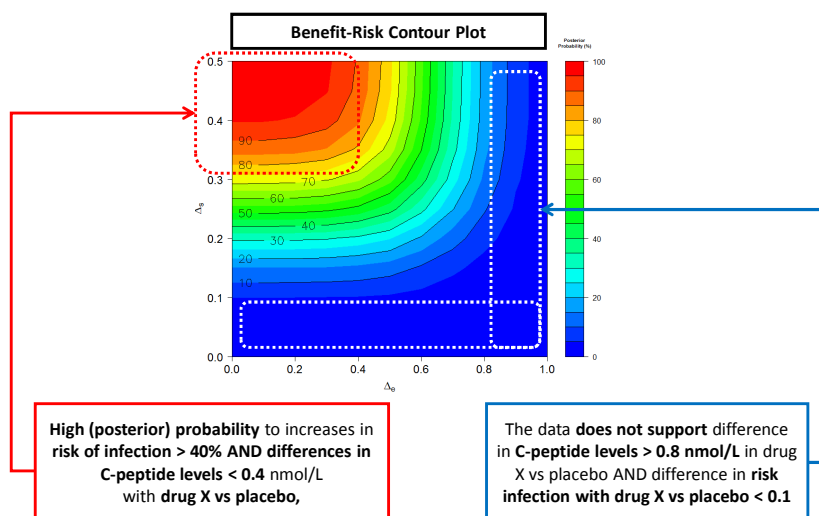 Benefit-Risk Contour Plot
Posterior
Probability (%)
0.5
0.4
0.3
0.2
0.1
0.0
Δs
90
80
70
60
50
40
30
20
10
0.0
0.2
0.4
0.6
0.8
1.0
Δe
100
80
60
40
20
0
High (posterior) probability to increases in
risk of infection > 40% AND differences in
C-peptide levels < 0.4 nmol/L
with drug X vs placebo,
The data does not support difference
in C-peptide levels > 0.8 nmol/L in drug
X vs placebo AND difference in risk
infection with drug X vs placebo < 0.1